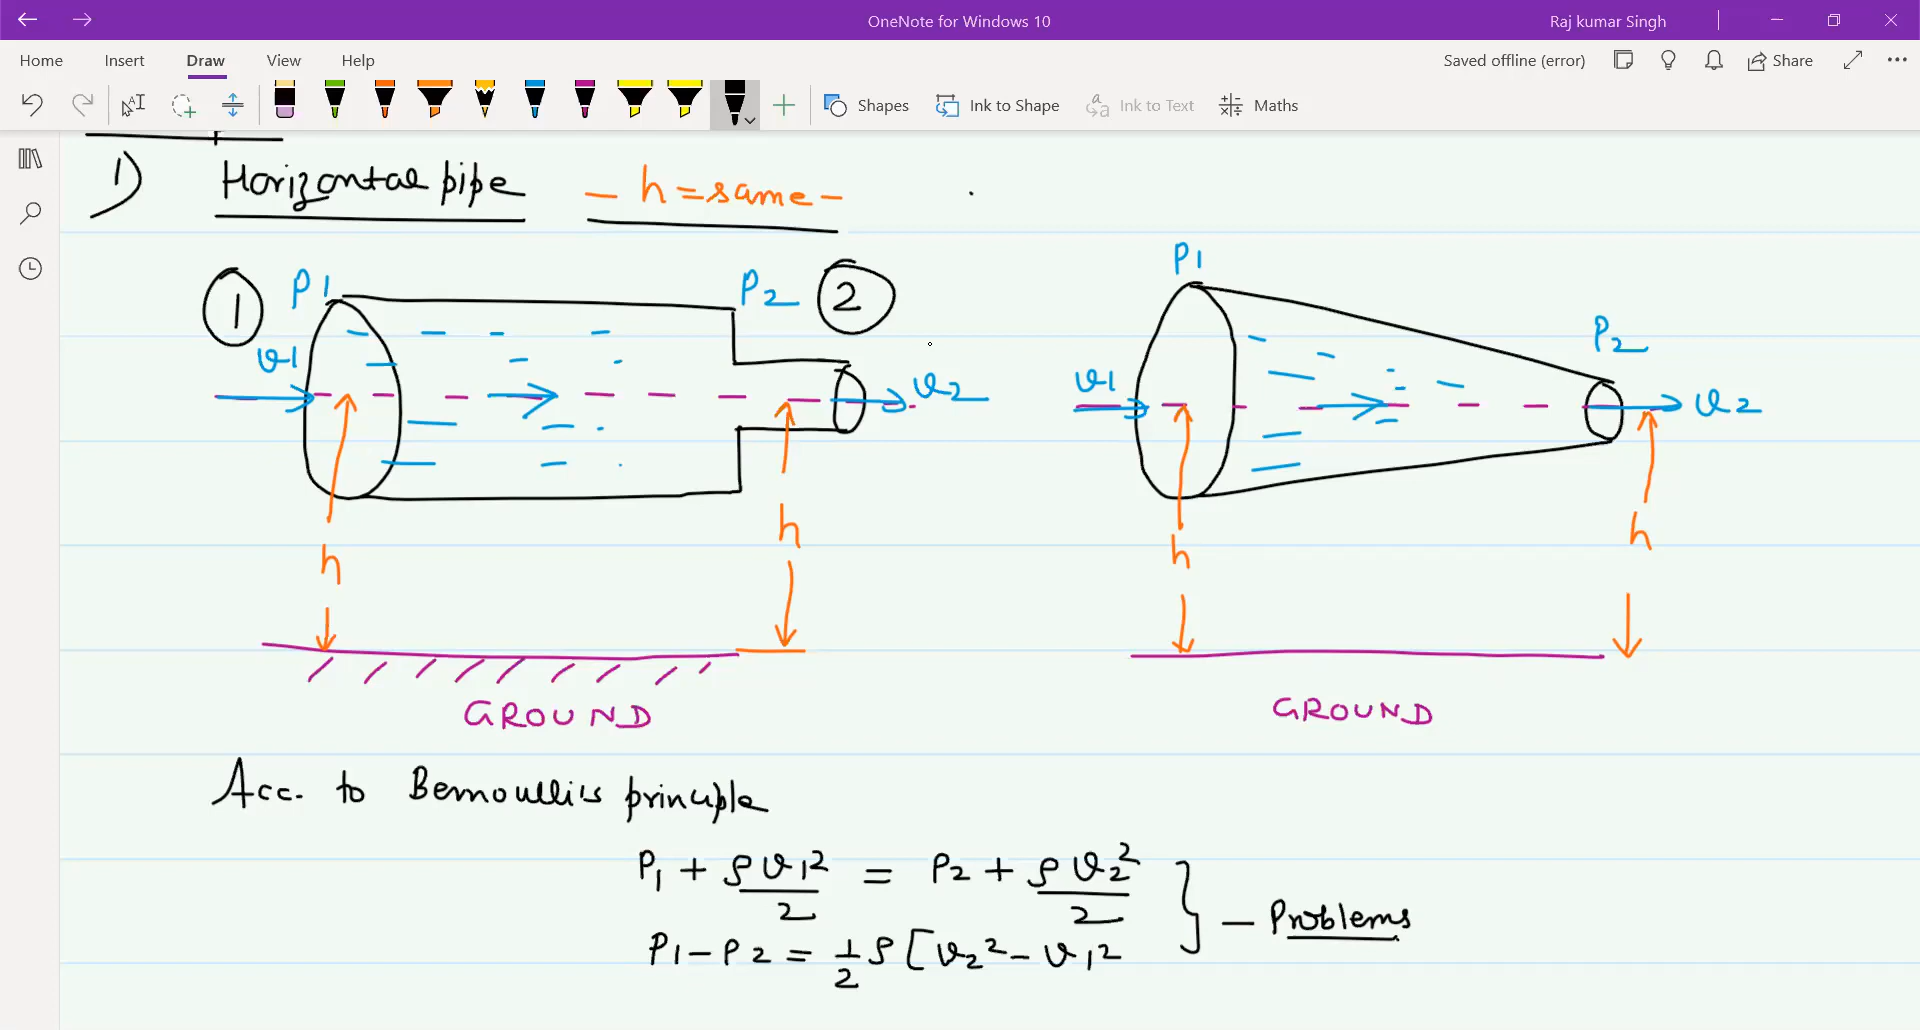 OneNote for Windows 10
Raj kumar Singh
Home Insert Draw View Help
Saved offline (error)
Share
Shapes
Ink to Shape
Ink to Text
Maths
1) Horizontal pipe - h = same -
1 P1 P2 2
v1 v2
h h
GROUND
P1
P2
v1 v2
h h
GROUND
Acc. to Bernoulli's principle
P1 + ρv1²/2 = P2 + ρv2²/2
P1 - P2 = 1/2 ρ [v2² - v1²
} - Problems